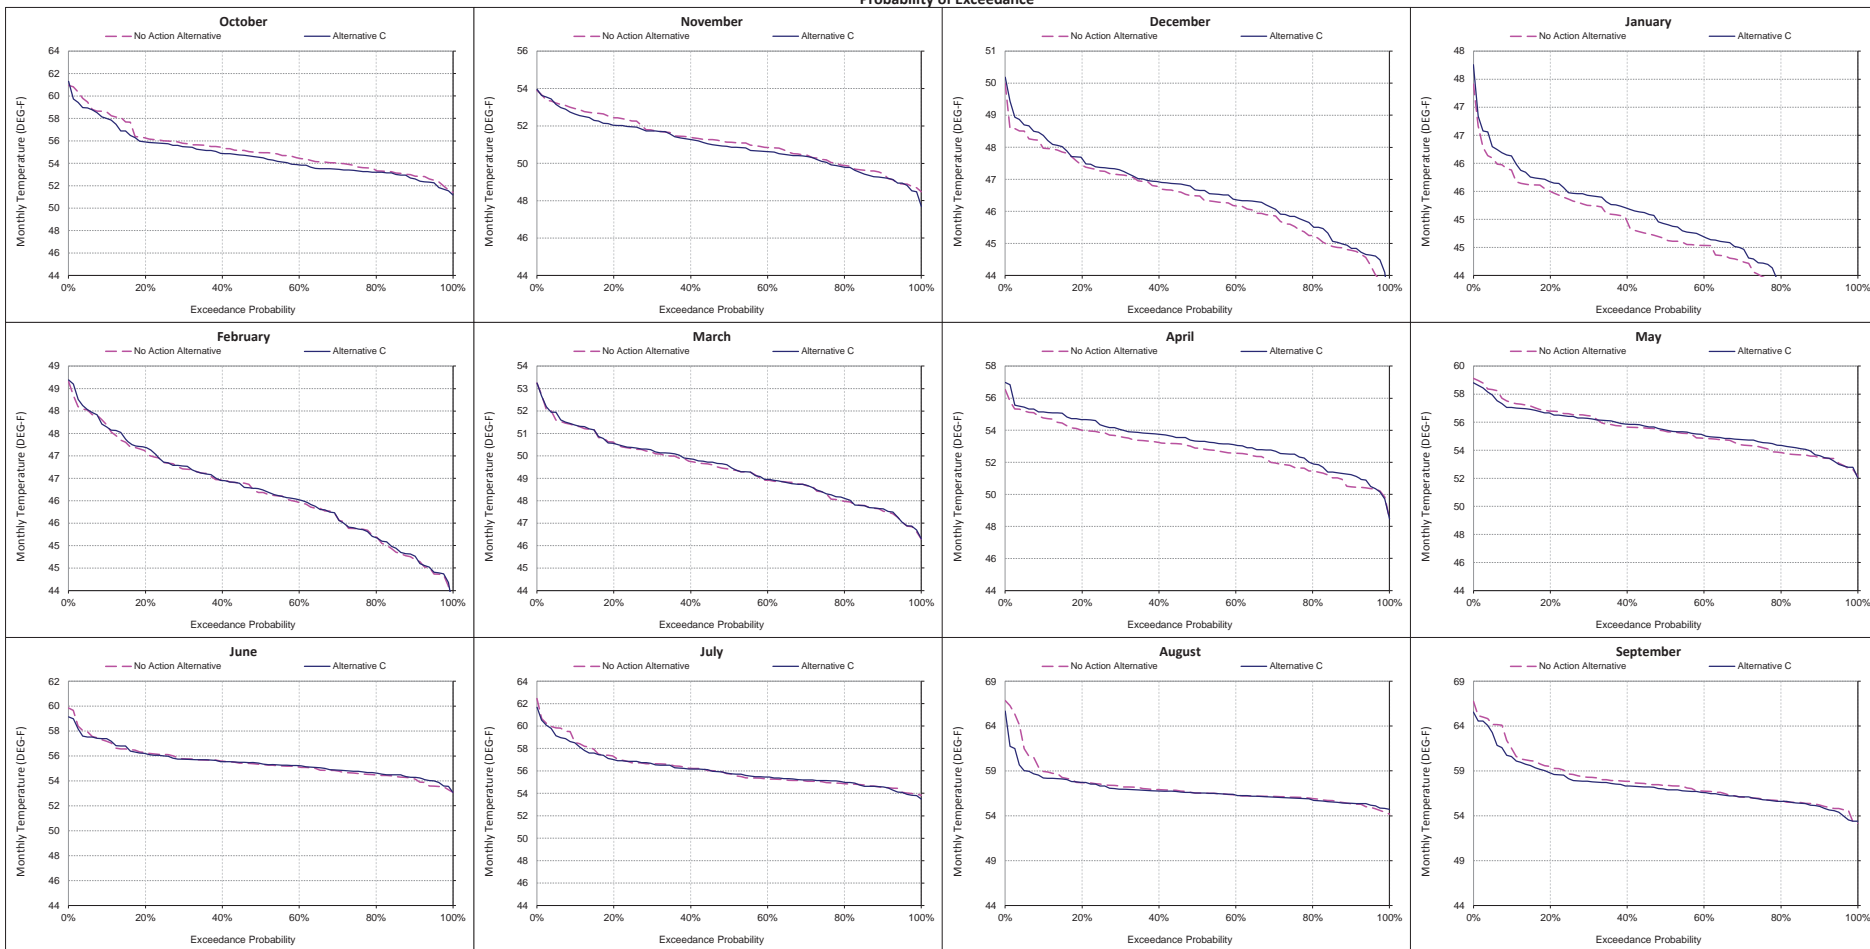 Probability of Exceedance
October
No Action Alternative Alternative C
Monthly Temperature (DEG-F)
64
62
60
58
56
54
52
50
48
46
44
0% 20% 40% 60% 80% 100%
Exceedance Probability
November
No Action Alternative Alternative C
Monthly Temperature (DEG-F)
56
54
52
50
48
46
44
0% 20% 40% 60% 80% 100%
Exceedance Probability
December
No Action Alternative Alternative C
Monthly Temperature (DEG-F)
51
50
49
48
47
46
45
44
0% 20% 40% 60% 80% 100%
Exceedance Probability
January
No Action Alternative Alternative C
Monthly Temperature (DEG-F)
48
48
47
47
46
46
45
45
44
0% 20% 40% 60% 80% 100%
Exceedance Probability
February
No Action Alternative Alternative C
Monthly Temperature (DEG-F)
49
49
48
48
47
47
46
46
45
45
44
0% 20% 40% 60% 80% 100%
Exceedance Probability
March
No Action Alternative Alternative C
Monthly Temperature (DEG-F)
54
53
52
51
50
49
48
47
46
45
44
0% 20% 40% 60% 80% 100%
Exceedance Probability
April
No Action Alternative Alternative C
Monthly Temperature (DEG-F)
58
56
54
52
50
48
46
44
0% 20% 40% 60% 80% 100%
Exceedance Probability
May
No Action Alternative Alternative C
Monthly Temperature (DEG-F)
60
58
56
54
52
50
48
46
44
0% 20% 40% 60% 80% 100%
Exceedance Probability
June
No Action Alternative Alternative C
Monthly Temperature (DEG-F)
62
60
58
56
54
52
50
48
46
44
0% 20% 40% 60% 80% 100%
Exceedance Probability
July
No Action Alternative Alternative C
Monthly Temperature (DEG-F)
64
62
60
58
56
54
52
50
48
46
44
0% 20% 40% 60% 80% 100%
Exceedance Probability
August
No Action Alternative Alternative C
Monthly Temperature (DEG-F)
69
64
59
54
49
44
0% 20% 40% 60% 80% 100%
Exceedance Probability
September
No Action Alternative Alternative C
Monthly Temperature (DEG-F)
69
64
59
54
49
44
0% 20% 40% 60% 80% 100%
Exceedance Probability